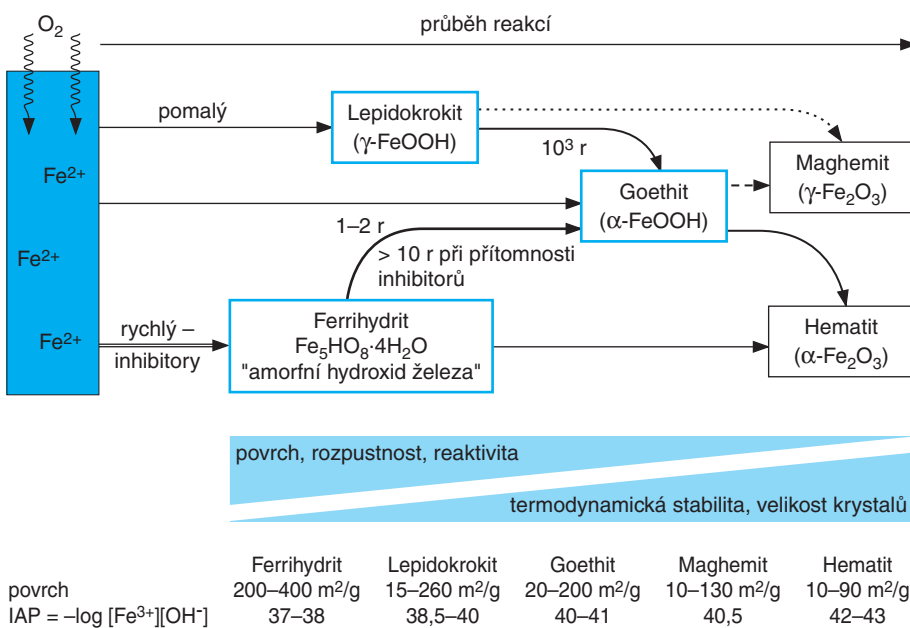 O₂
průběh reakcí
pomalý
Lepidokrokit
(γ-FeOOH)
10³ r
Maghemit
(γ-Fe₂O₃)
Fe²⁺
Goethit
(α-FeOOH)
1–2 r
> 10 r při přítomnosti
inhibitorů
Fe²⁺
Fe²⁺
rychlý –
inhibitory
Ferrihydrit
Fe₅HO₈·4H₂O
"amorfní hydroxid železa"
Hematit
(α-Fe₂O₃)
povrch, rozpustnost, reaktivita
termodynamická stabilita, velikost krystalů
Ferrihydrit Lepidokrokit Goethit Maghemit Hematit
povrch 200–400 m²/g 15–260 m²/g 20–200 m²/g 10–130 m²/g 10–90 m²/g
IAP = –log [Fe³⁺][OH⁻] 37–38 38,5–40 40–41 40,5 42–43